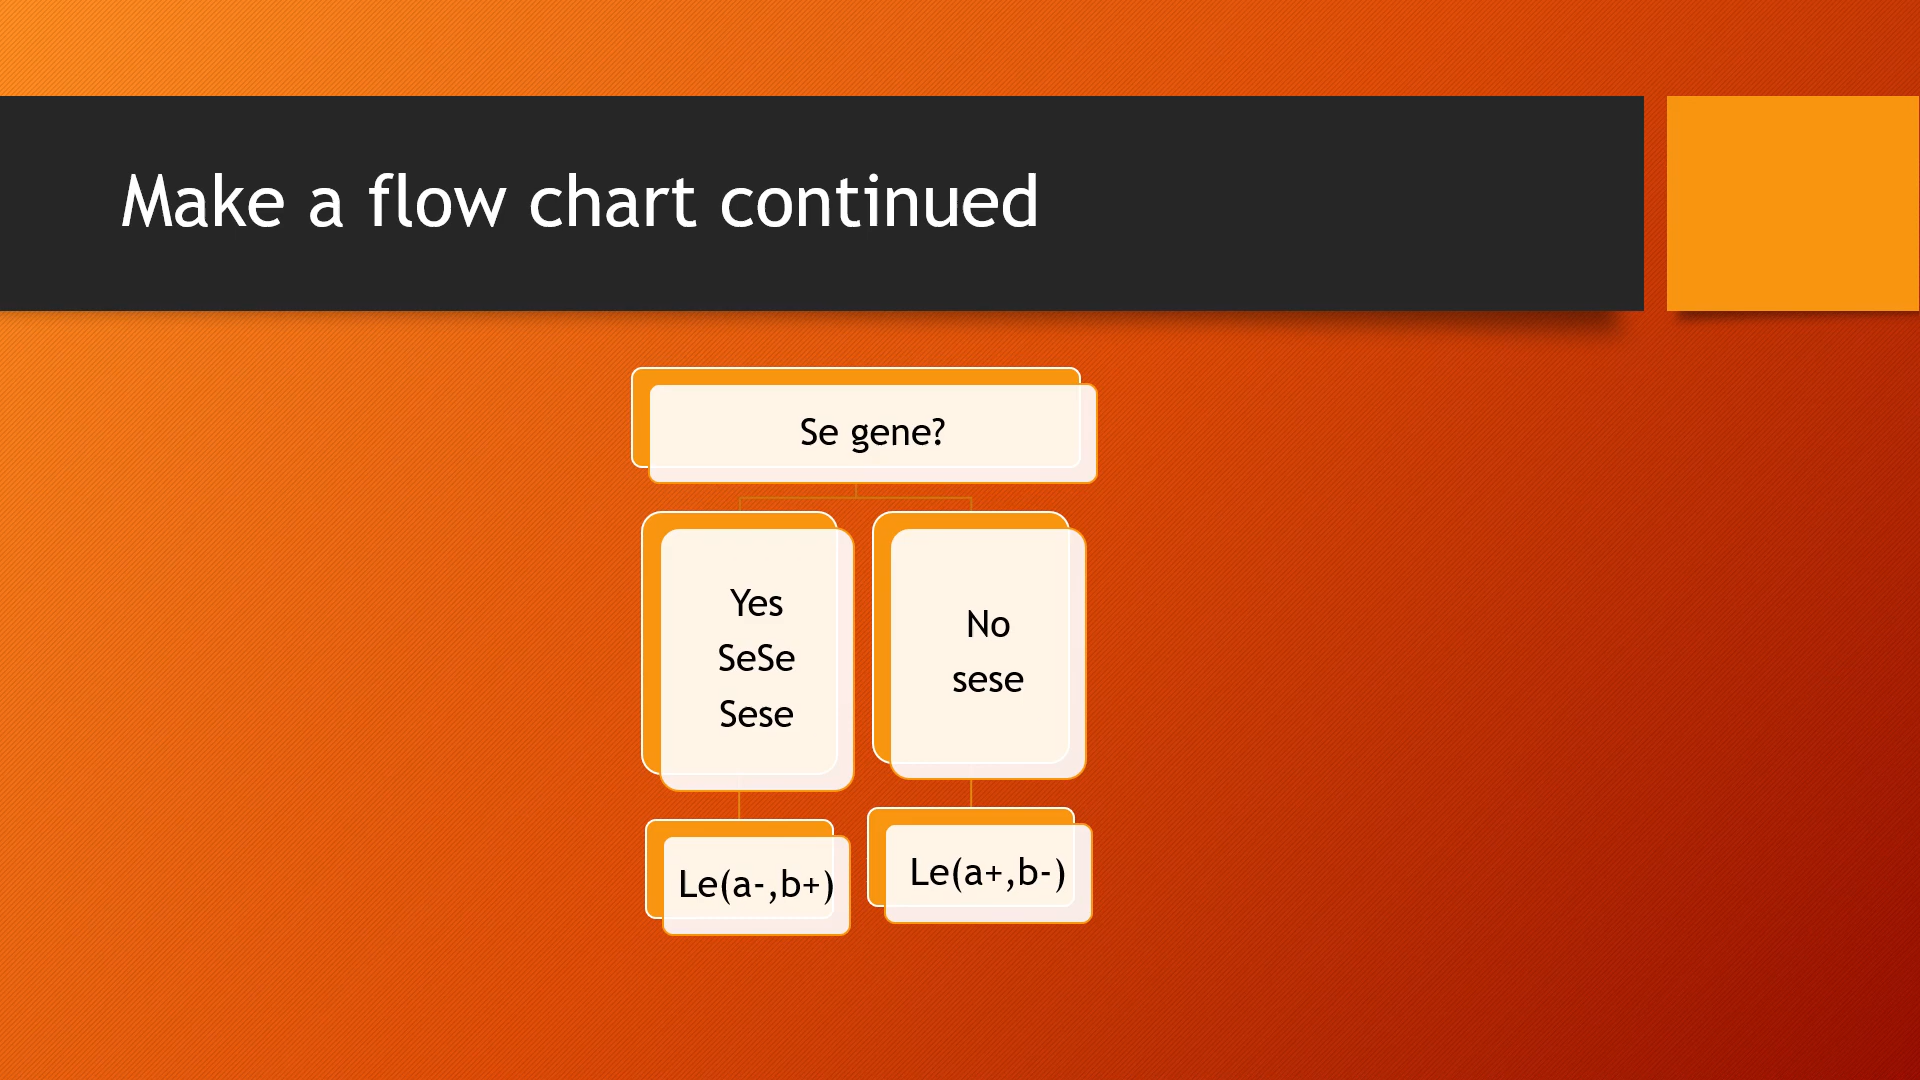 Make a flow chart continued
Se gene?
Yes
SeSe
Sese
No
sese
Le(a-,b+)
Le(a+,b-)